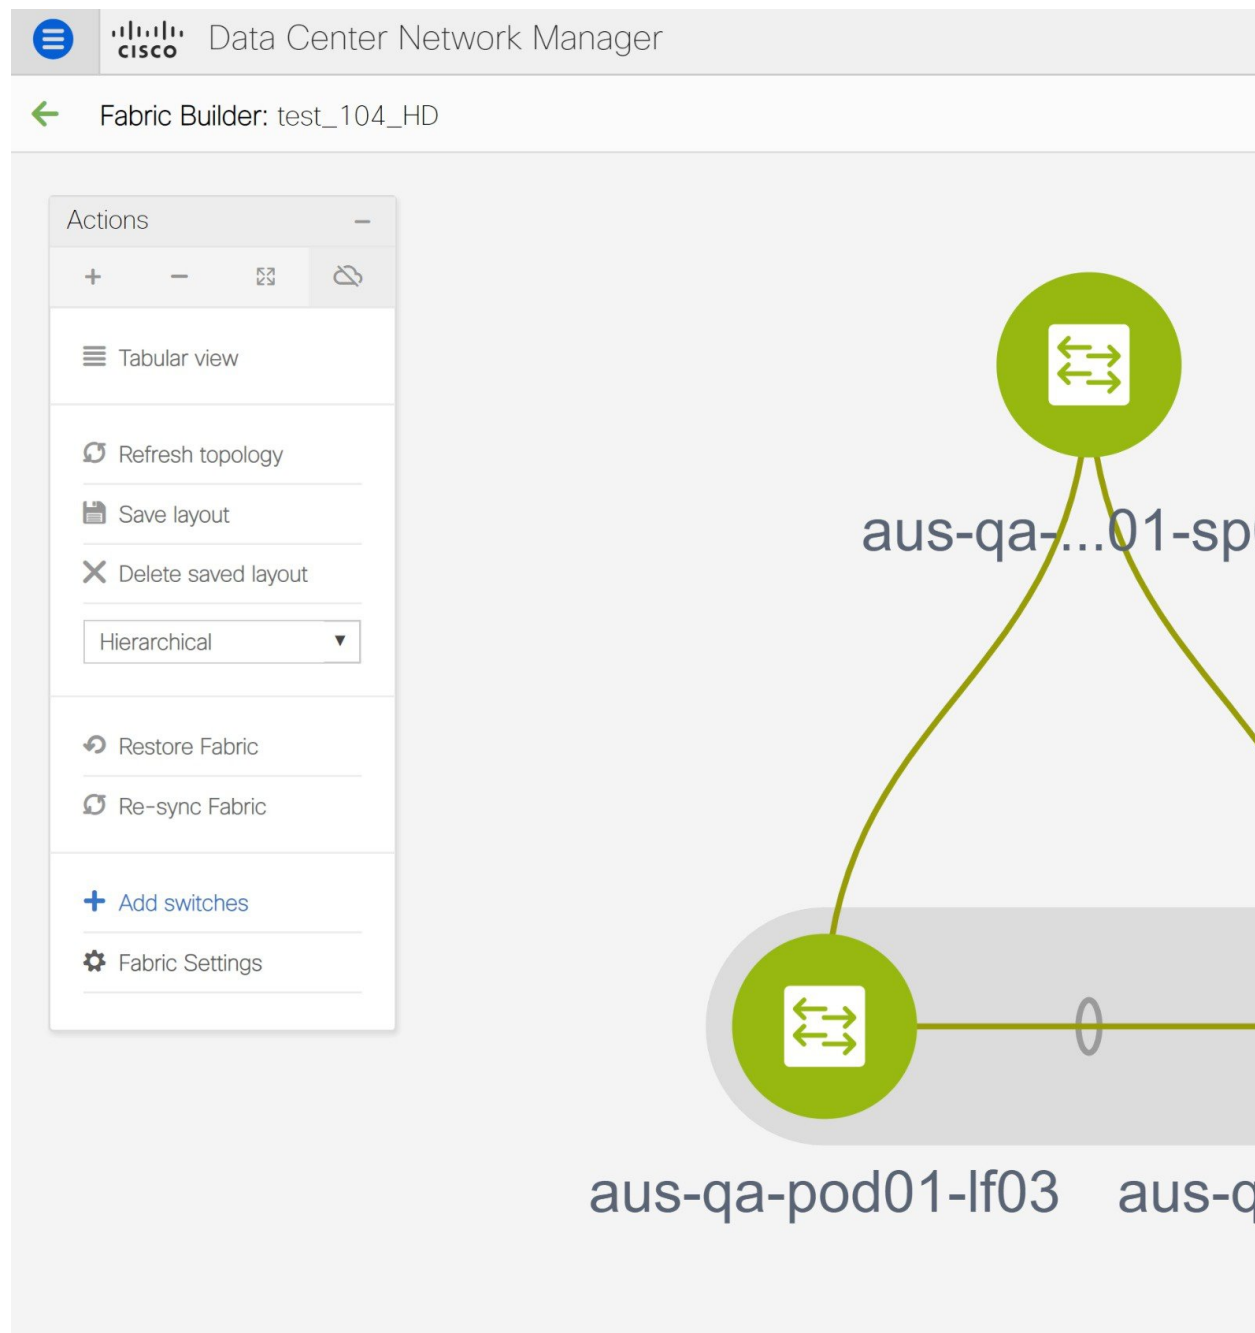 cisco Data Center Network Manager
Fabric Builder: test_104_HD
Actions
Tabular view
Refresh topology
Save layout
Delete saved layout
Hierarchical
Restore Fabric
Re-sync Fabric
Add switches
Fabric Settings
aus-qa-...01-sp
aus-qa-pod01-lf03 aus-q